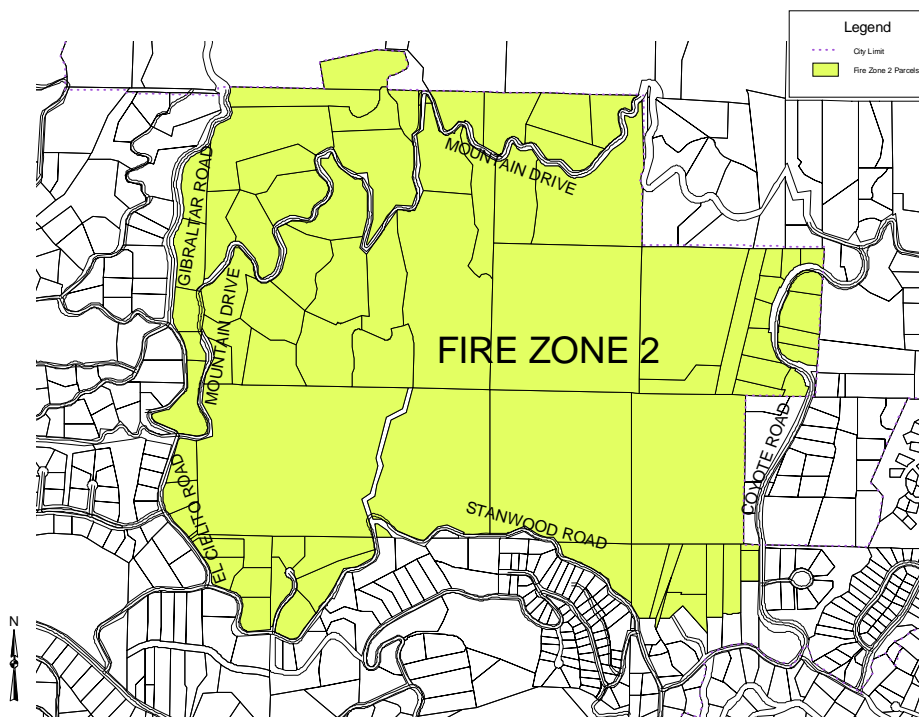 Legend
City Limit
Fire Zone 2 Parcels
MOUNTAIN DRIVE
GIBRALTAR ROAD
MOUNTAIN DRIVE
FIRE ZONE 2
COYOTE ROAD
EL CIELITO ROAD
STANWOOD ROAD
N